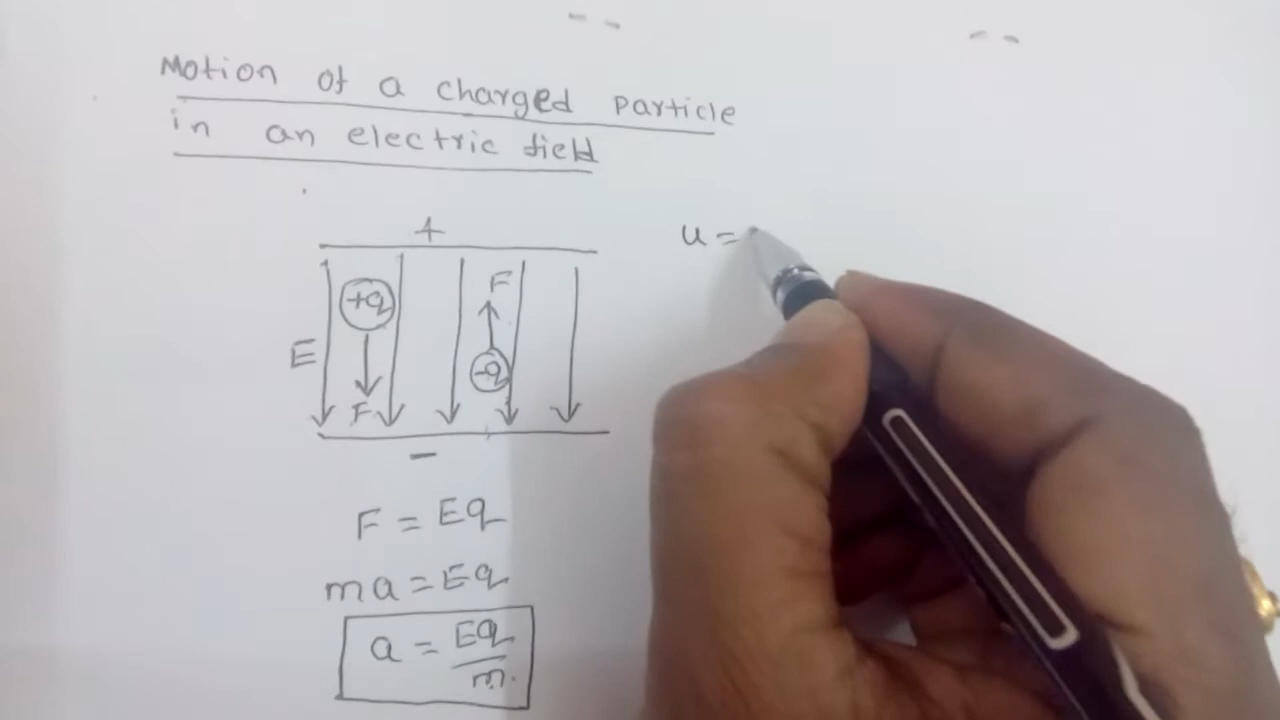 Motion of a charged particle
in an electric field
+
u =
+q
F
E
-q
F
−
F = Eq
ma = Eq
a = Eq/m